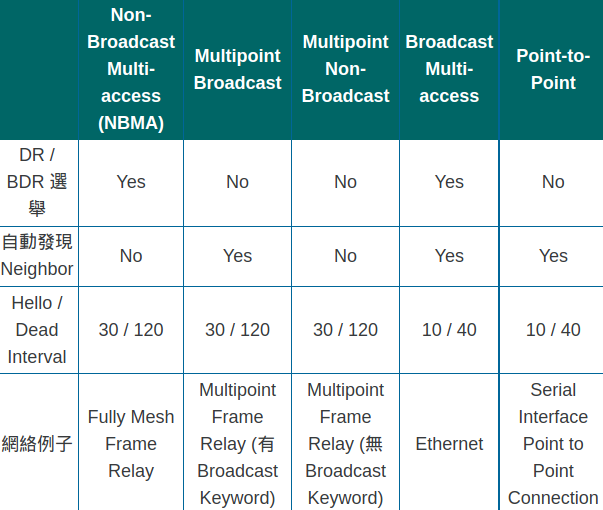 Non-
Broadcast
Multi-
access
(NBMA)
Multipoint
Broadcast
Multipoint
Non-
Broadcast
Broadcast
Multi-
access
Point-to-
Point
DR /
BDR 選
舉
Yes
No
No
Yes
No
自動發現
Neighbor
No
Yes
No
Yes
Yes
Hello /
Dead
Interval
30 / 120
30 / 120
30 / 120
10 / 40
10 / 40
網絡例子
Fully Mesh
Frame
Relay
Multipoint
Frame
Relay (有
Broadcast
Keyword)
Multipoint
Frame
Relay (無
Broadcast
Keyword)
Ethernet
Serial
Interface
Point to
Point
Connection